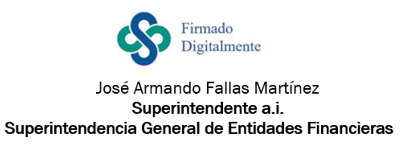 Firmado
Digitalmente
José Armando Fallas Martínez
Superintendente a.i.
Superintendencia General de Entidades Financieras